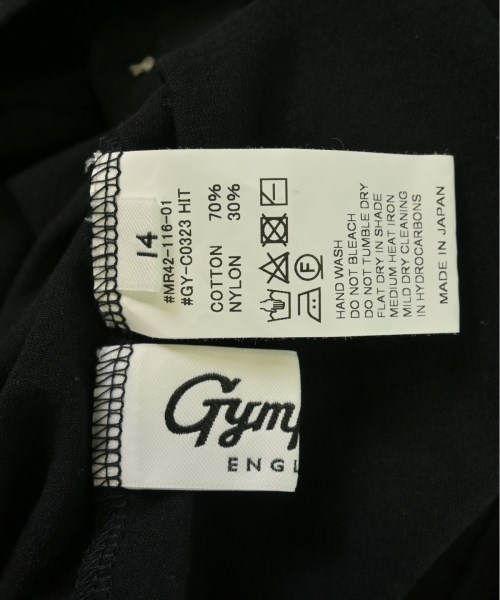 14
#MR42-116-01
#GY-C0323 HIT
COTTON 70%
NYLON 30%
F
HAND WASH
DO NOT BLEACH
DO NOT TUMBLE DRY
FLAT DRY IN SHADE
MEDIUM HEAT IRON
MILD DRY CLEANING
IN HYDROCARBONS
MADE IN JAPAN
Gym
ENGL